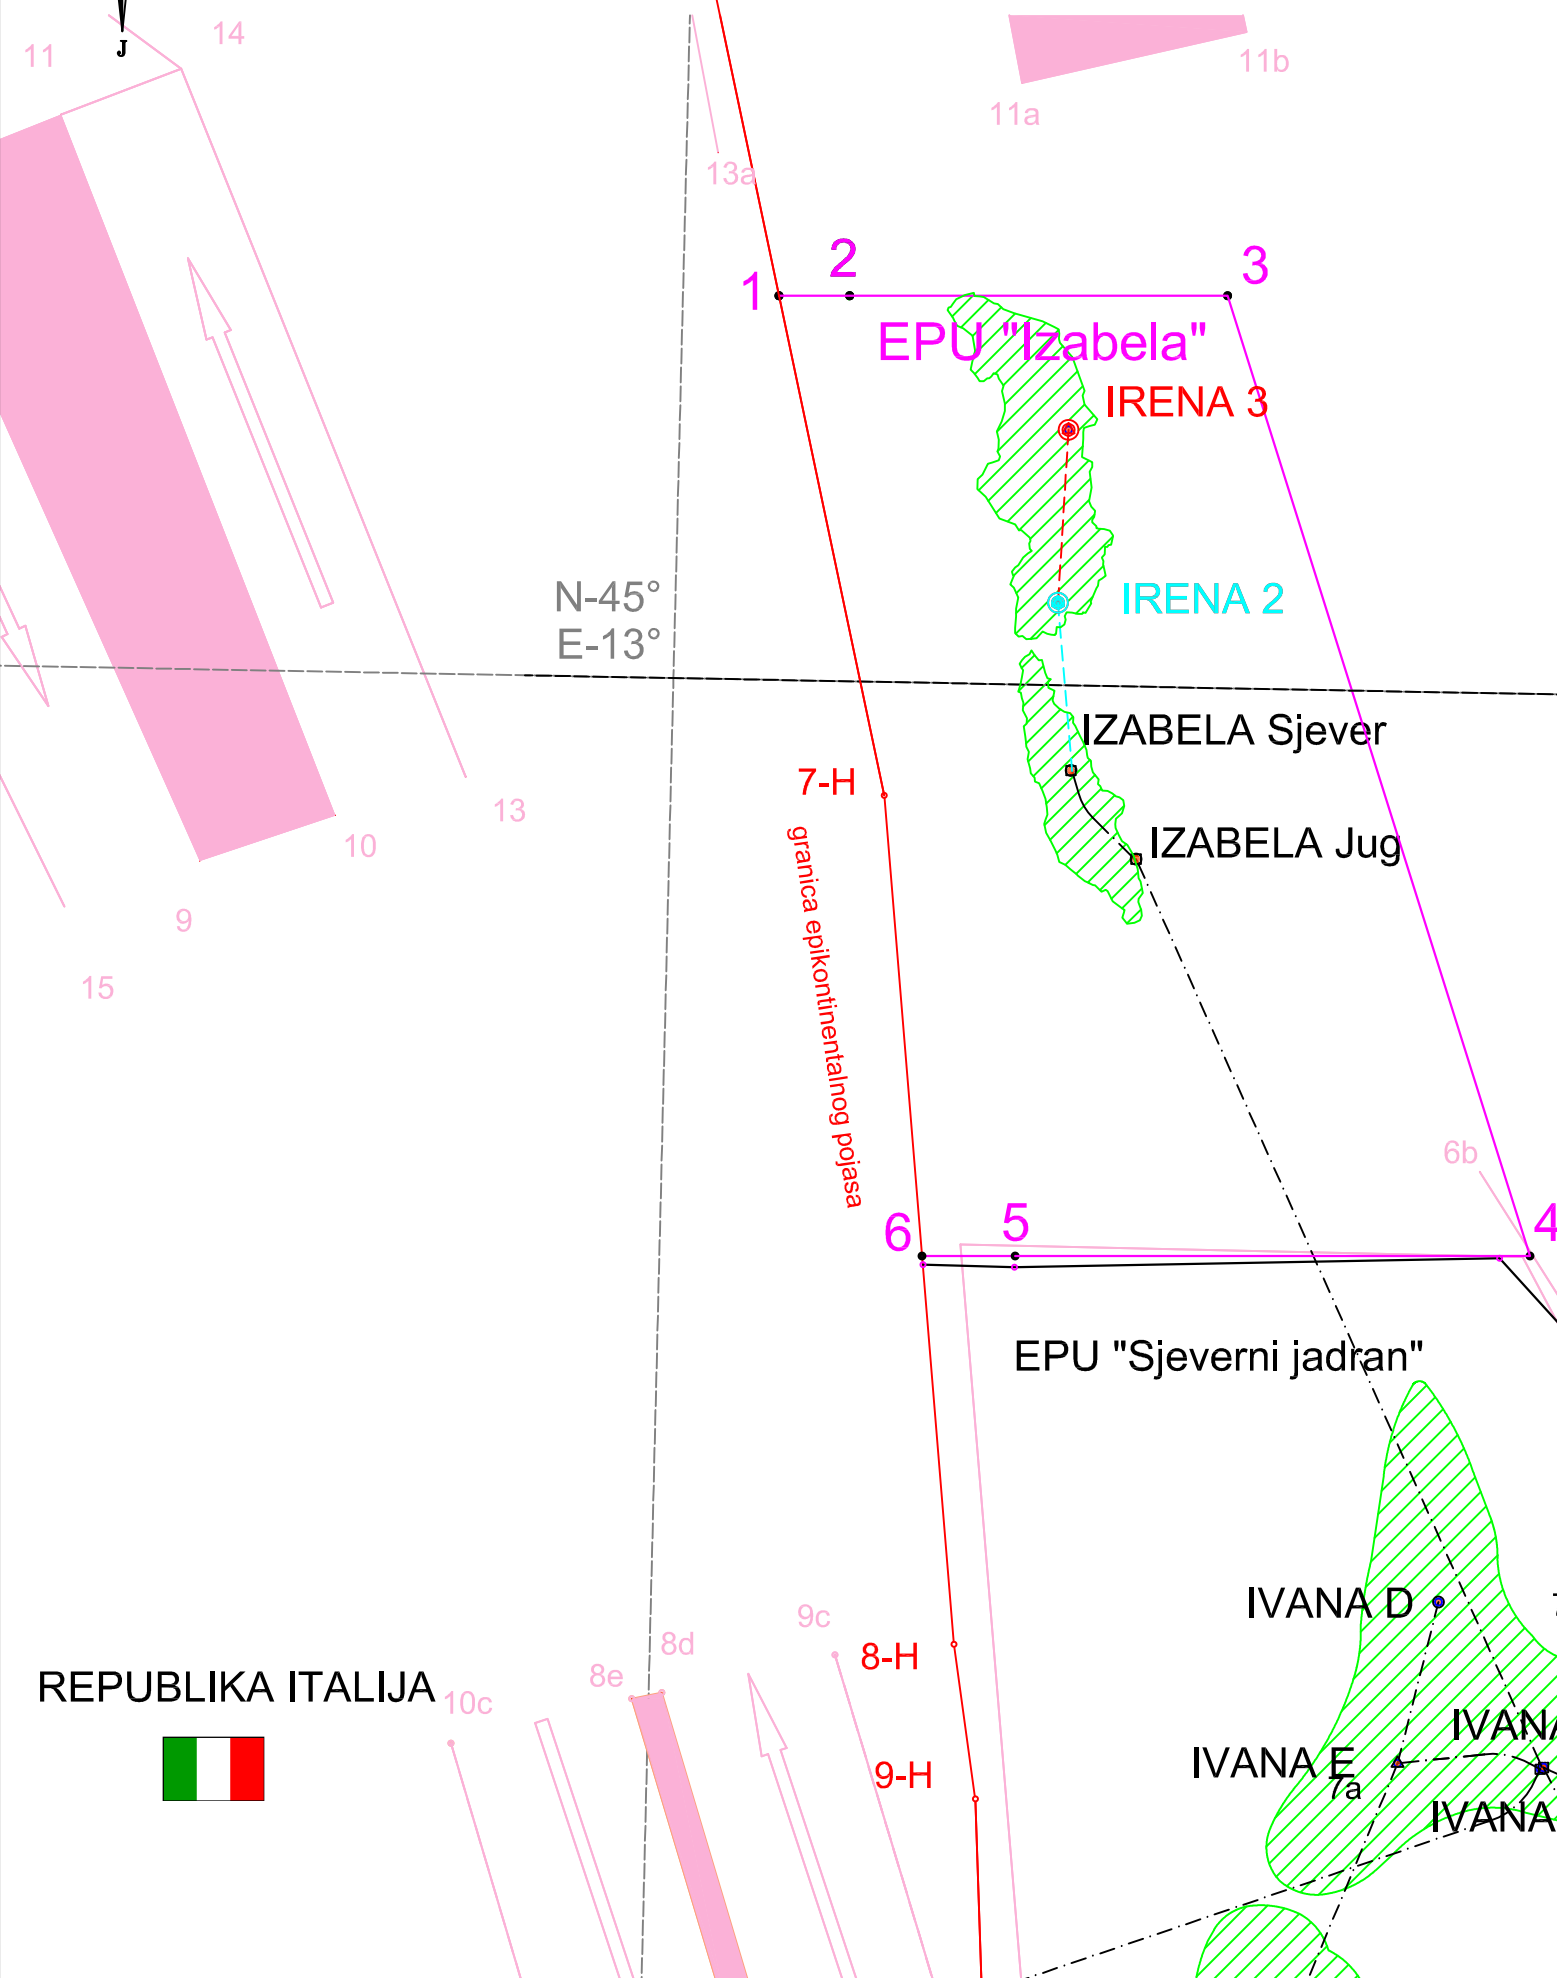 J
14
11
11b
11a
13a
2
3
1
EPU "Izabela"
IRENA 3
N-45°
E-13°
IRENA 2
IZABELA Sjever
7-H
13
IZABELA Jug
10
granica epikontinentalnog pojasa
9
15
6b
6
5
4
EPU "Sjeverni jadran"
IVANA D
9c
8d
8-H
8e
REPUBLIKA ITALIJA
10c
IVANA
IVANA E
9-H
7a
IVANA